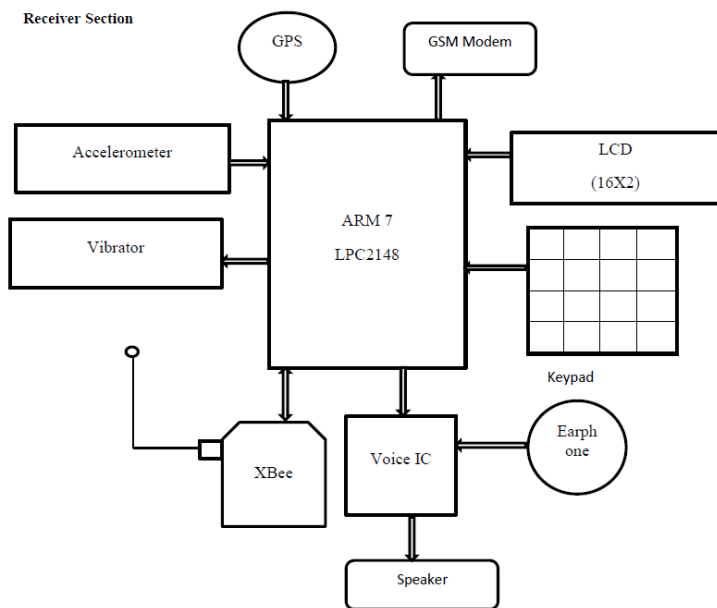 Receiver Section
GPS
GSM Modem
Accelerometer
LCD
(16X2)
ARM 7
LPC2148
Vibrator
Keypad
XBee
Voice IC
Earph
one
Speaker